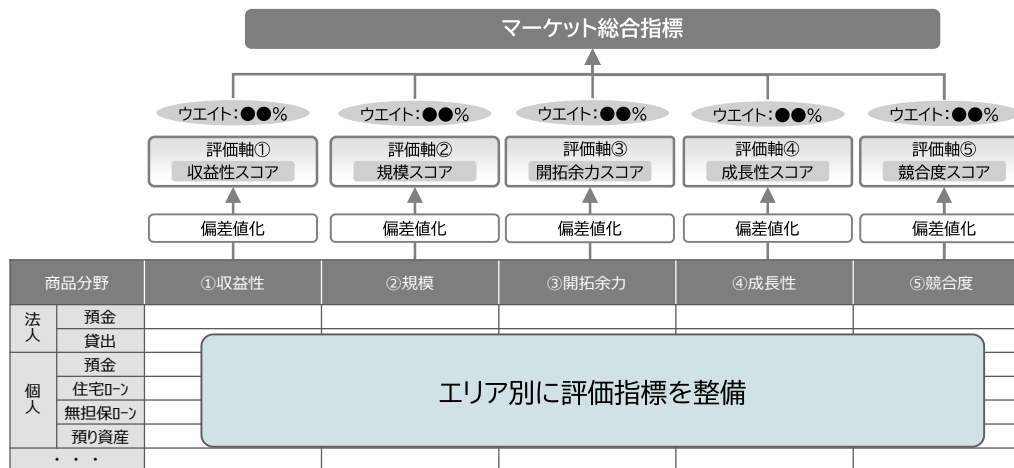 マーケット総合指標
ウエイト：●●% ウエイト：●●% ウエイト：●●% ウエイト：●●% ウエイト：●●%
評価軸① 評価軸② 評価軸③ 評価軸④ 評価軸⑤
収益性スコア 規模スコア 開拓余力スコア 成長性スコア 競合度スコア
偏差値化 偏差値化 偏差値化 偏差値化 偏差値化
商品分野 ①収益性 ②規模 ③開拓余力 ④成長性 ⑤競合度
法人
預金
貸出
個人
預金
住宅ローン
無担保ローン
預り資産
・・・
エリア別に評価指標を整備